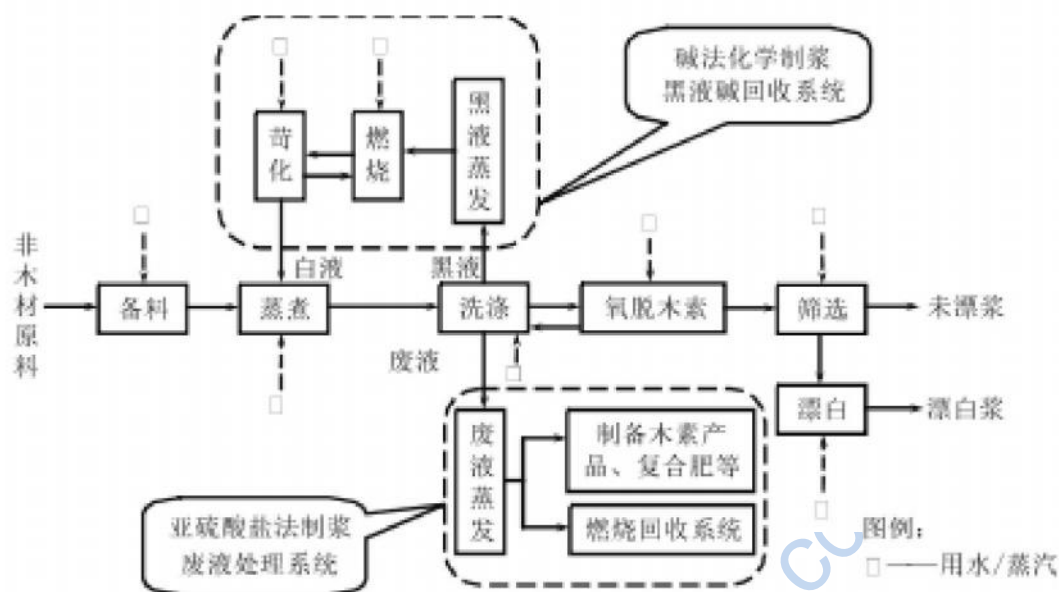 碱法化学制浆
黑液碱回收系统
苛化
燃烧
黑液蒸发
非木材原料
白液
黑液
备料
蒸煮
洗涤
氧脱木素
筛选
未漂浆
废液
漂白
漂白浆
废液蒸发
制备木素产
品、复合肥等
燃烧回收系统
亚硫酸盐法制浆
废液处理系统
图例：
□——用水/蒸汽